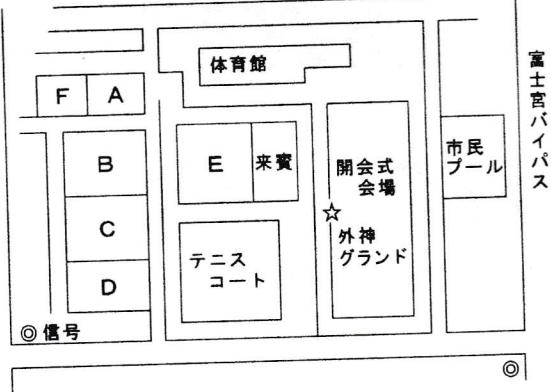 体育館
F
A
B
E
来賓
開会式
会場
市民
プール
富士宮バイパス
C
☆
外神
グランド
テニス
コート
D
◎信号
◎